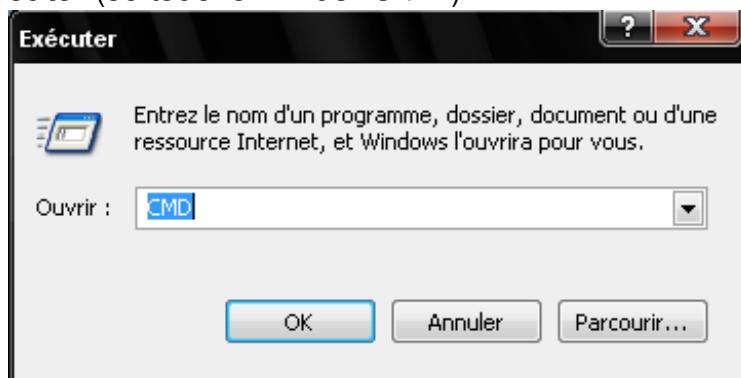 Exécuter
?
X
Entrez le nom d'un programme, dossier, document ou d'une
ressource Internet, et Windows l'ouvrira pour vous.
Ouvrir :
CMD
OK
Annuler
Parcourir...